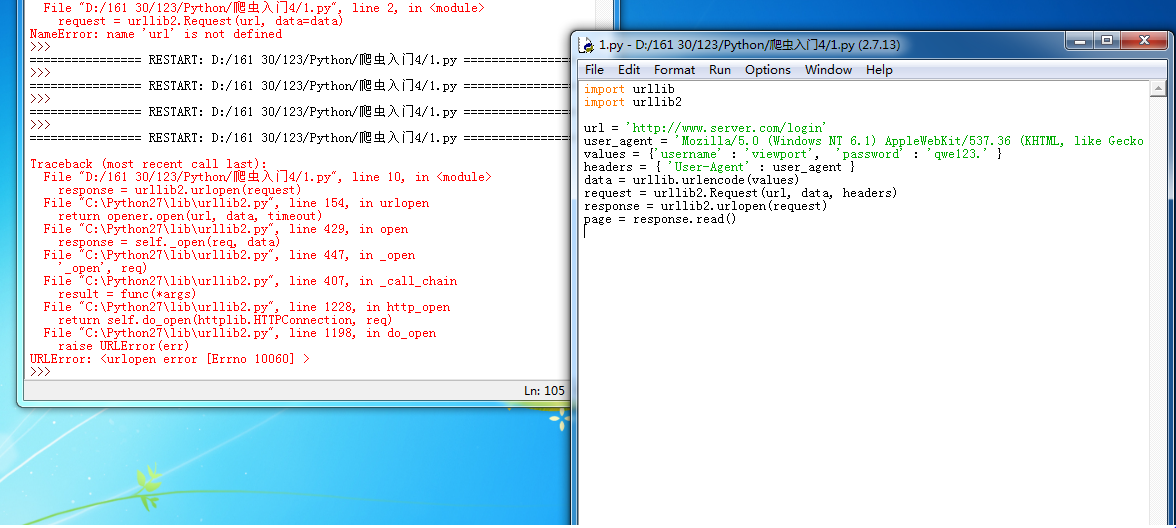 File "D:/161 30/123/Python/爬虫入门4/1.py", line 2, in <module>
    request = urllib2.Request(url, data=data)
NameError: name 'url' is not defined
>>>
================ RESTART: D:/161 30/123/Python/爬虫入门4/1.py ================
>>>
================ RESTART: D:/161 30/123/Python/爬虫入门4/1.py ================
>>>
================ RESTART: D:/161 30/123/Python/爬虫入门4/1.py ================
>>>
================ RESTART: D:/161 30/123/Python/爬虫入门4/1.py ================

Traceback (most recent call last):
  File "D:/161 30/123/Python/爬虫入门4/1.py", line 10, in <module>
    response = urllib2.urlopen(request)
  File "C:\Python27\lib\urllib2.py", line 154, in urlopen
    return opener.open(url, data, timeout)
  File "C:\Python27\lib\urllib2.py", line 429, in open
    response = self._open(req, data)
  File "C:\Python27\lib\urllib2.py", line 447, in _open
    '_open', req)
  File "C:\Python27\lib\urllib2.py", line 407, in _call_chain
    result = func(*args)
  File "C:\Python27\lib\urllib2.py", line 1228, in http_open
    return self.do_open(httplib.HTTPConnection, req)
  File "C:\Python27\lib\urllib2.py", line 1198, in do_open
    raise URLError(err)
URLError: <urlopen error [Errno 10060] >
>>>
Ln: 105
1.py - D:/161 30/123/Python/爬虫入门4/1.py (2.7.13)
File Edit Format Run Options Window Help
import urllib
import urllib2

url = 'http://www.server.com/login'
user_agent = 'Mozilla/5.0 (Windows NT 6.1) AppleWebKit/537.36 (KHTML, like Gecko
values = {'username' : 'viewport',  'password' : 'qwe123.' }
headers = { 'User-Agent' : user_agent }
data = urllib.urlencode(values)
request = urllib2.Request(url, data, headers)
response = urllib2.urlopen(request)
page = response.read()